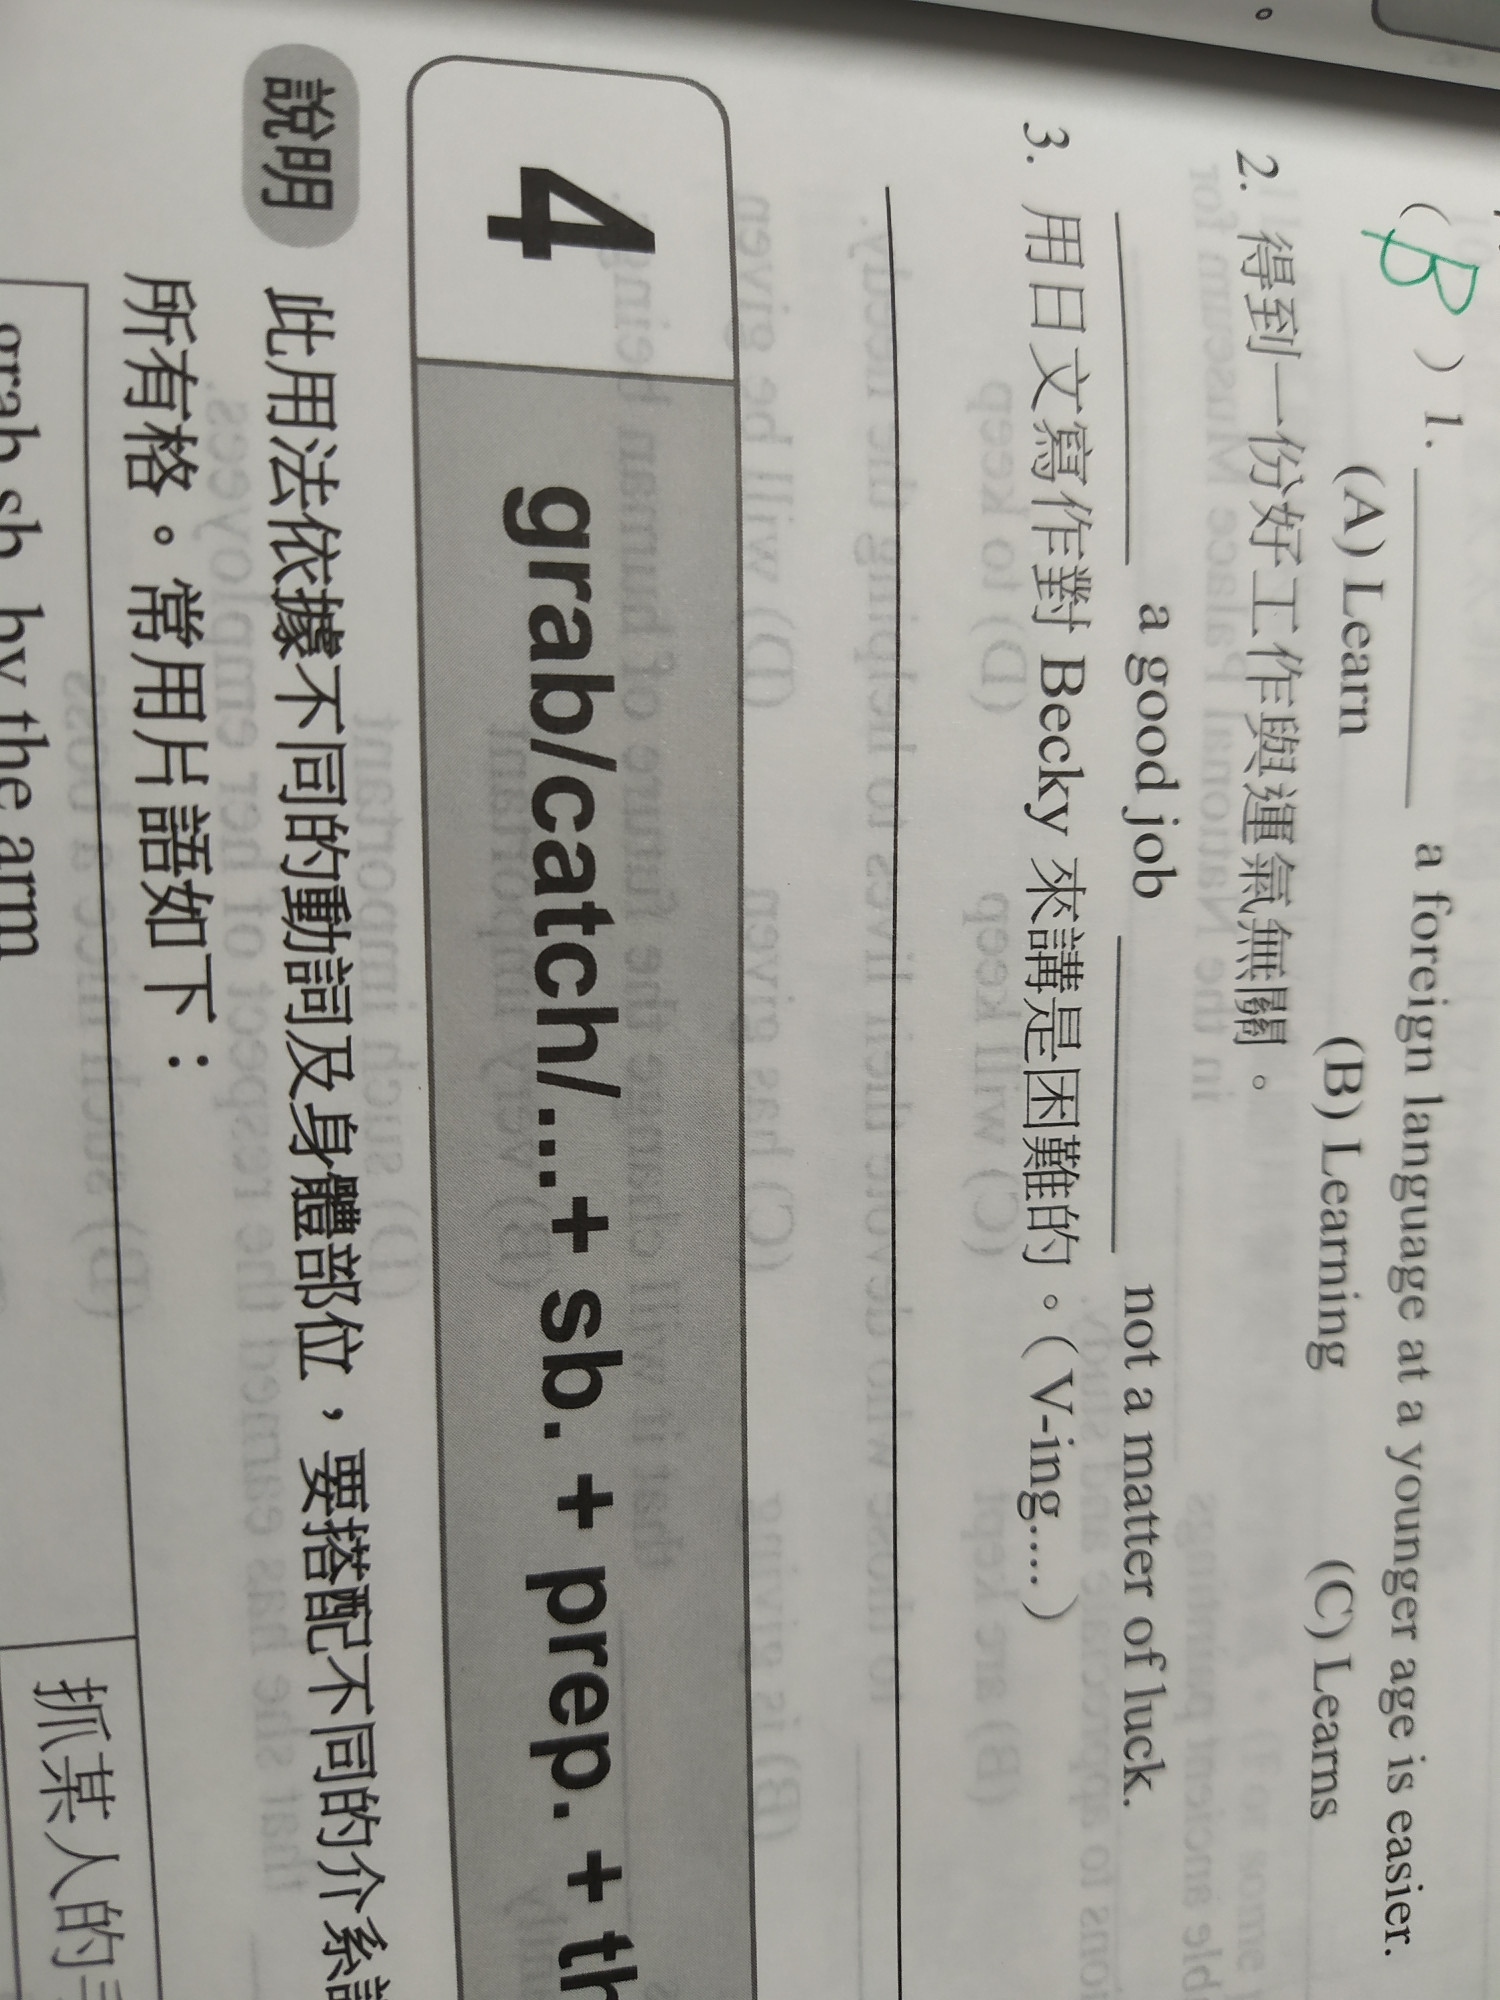 ( B ) 1. ________ a foreign language at a younger age is easier.
(A) Learn (B) Learning (C) Learns
2. 得到一份好工作與運氣無關。
________ a good job ________ not a matter of luck.
3. 用日文寫作對 Becky 來講是困難的。（V-ing....）
4 grab/catch/...+ sb. + prep. + th
說明 此用法依據不同的動詞及身體部位，要搭配不同的介系
所有格。常用片語如下：
grab sb. by the arm 抓某人的